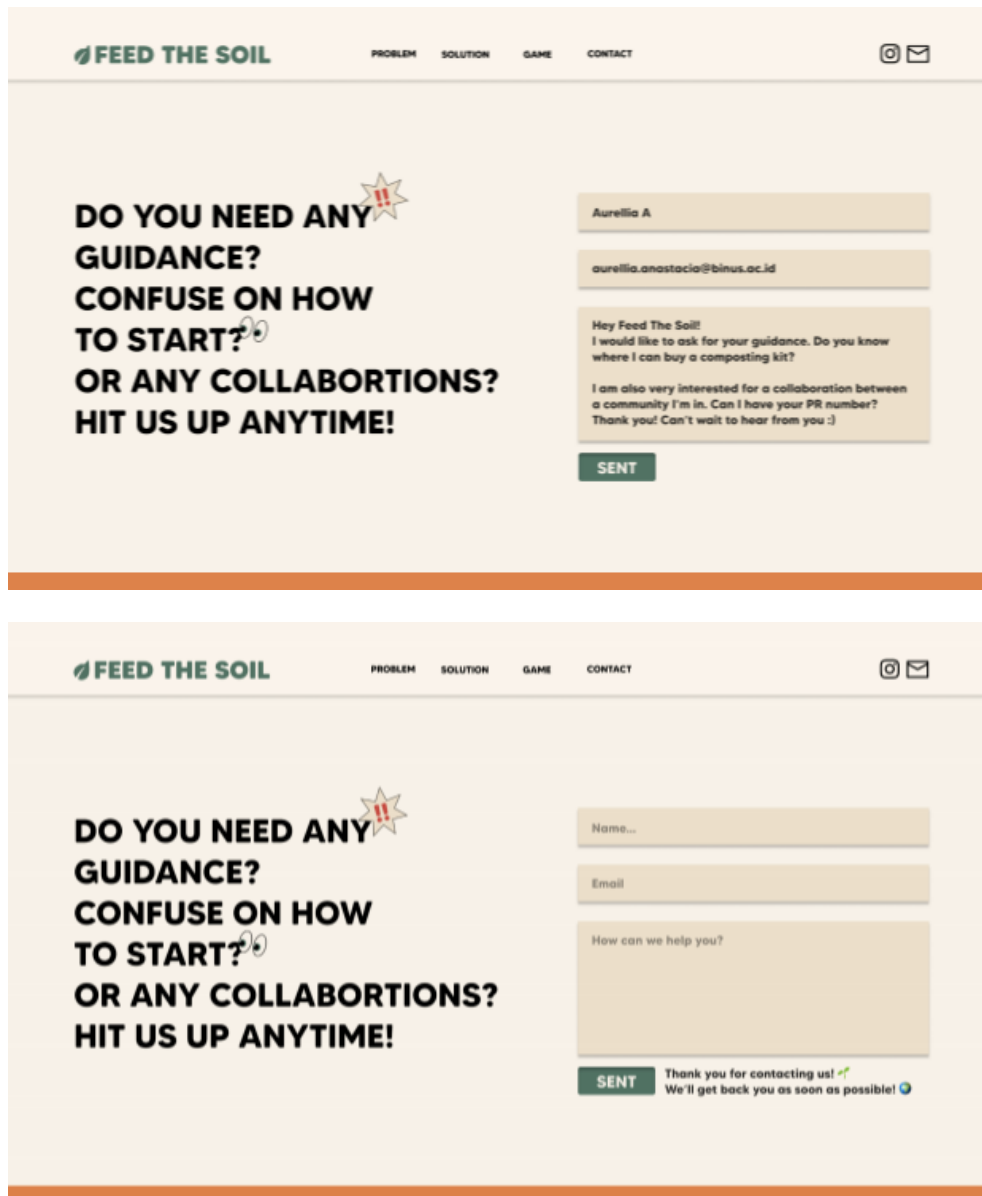 FEED THE SOIL
PROBLEM SOLUTION GAME CONTACT
DO YOU NEED ANY‼
GUIDANCE?
CONFUSE ON HOW
TO START?👀
OR ANY COLLABORTIONS?
HIT US UP ANYTIME!
Aurellia A
aurellia.anastacia@binus.ac.id
Hey Feed The Soil!
I would like to ask for your guidance. Do you know
where I can buy a composting kit?
I am also very interested for a collaboration between
a community I'm in. Can I have your PR number?
Thank you! Can't wait to hear from you :)
SENT
FEED THE SOIL
PROBLEM SOLUTION GAME CONTACT
DO YOU NEED ANY‼
GUIDANCE?
CONFUSE ON HOW
TO START?👀
OR ANY COLLABORTIONS?
HIT US UP ANYTIME!
Name...
Email
How can we help you?
SENT
Thank you for contacting us! 🌱
We'll get back you as soon as possible! 🌍